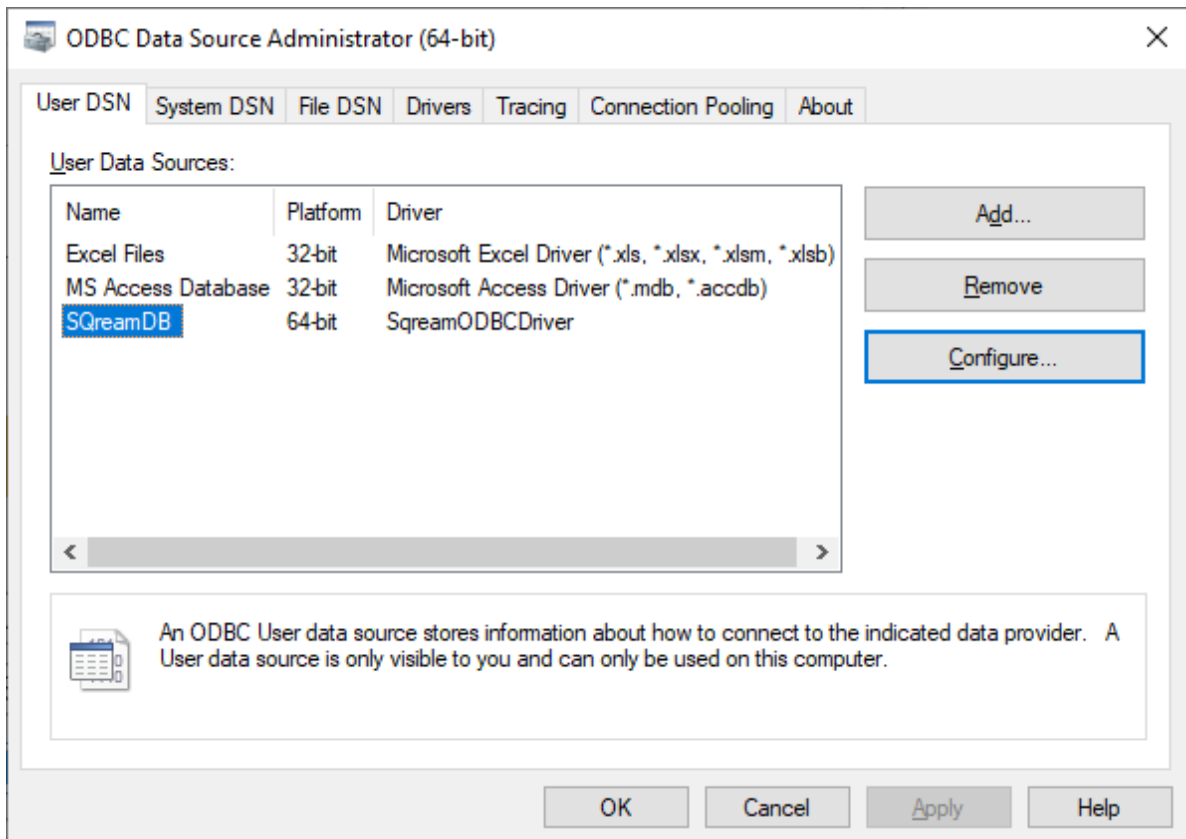 ODBC Data Source Administrator (64-bit)
User DSN System DSN File DSN Drivers Tracing Connection Pooling About
User Data Sources:
Name Platform Driver
Excel Files 32-bit Microsoft Excel Driver (*.xls, *.xlsx, *.xlsm, *.xlsb)
MS Access Database 32-bit Microsoft Access Driver (*.mdb, *.accdb)
SQreamDB 64-bit SqreamODBCDriver
Add...
Remove
Configure...
An ODBC User data source stores information about how to connect to the indicated data provider. A
User data source is only visible to you and can only be used on this computer.
OK Cancel Apply Help